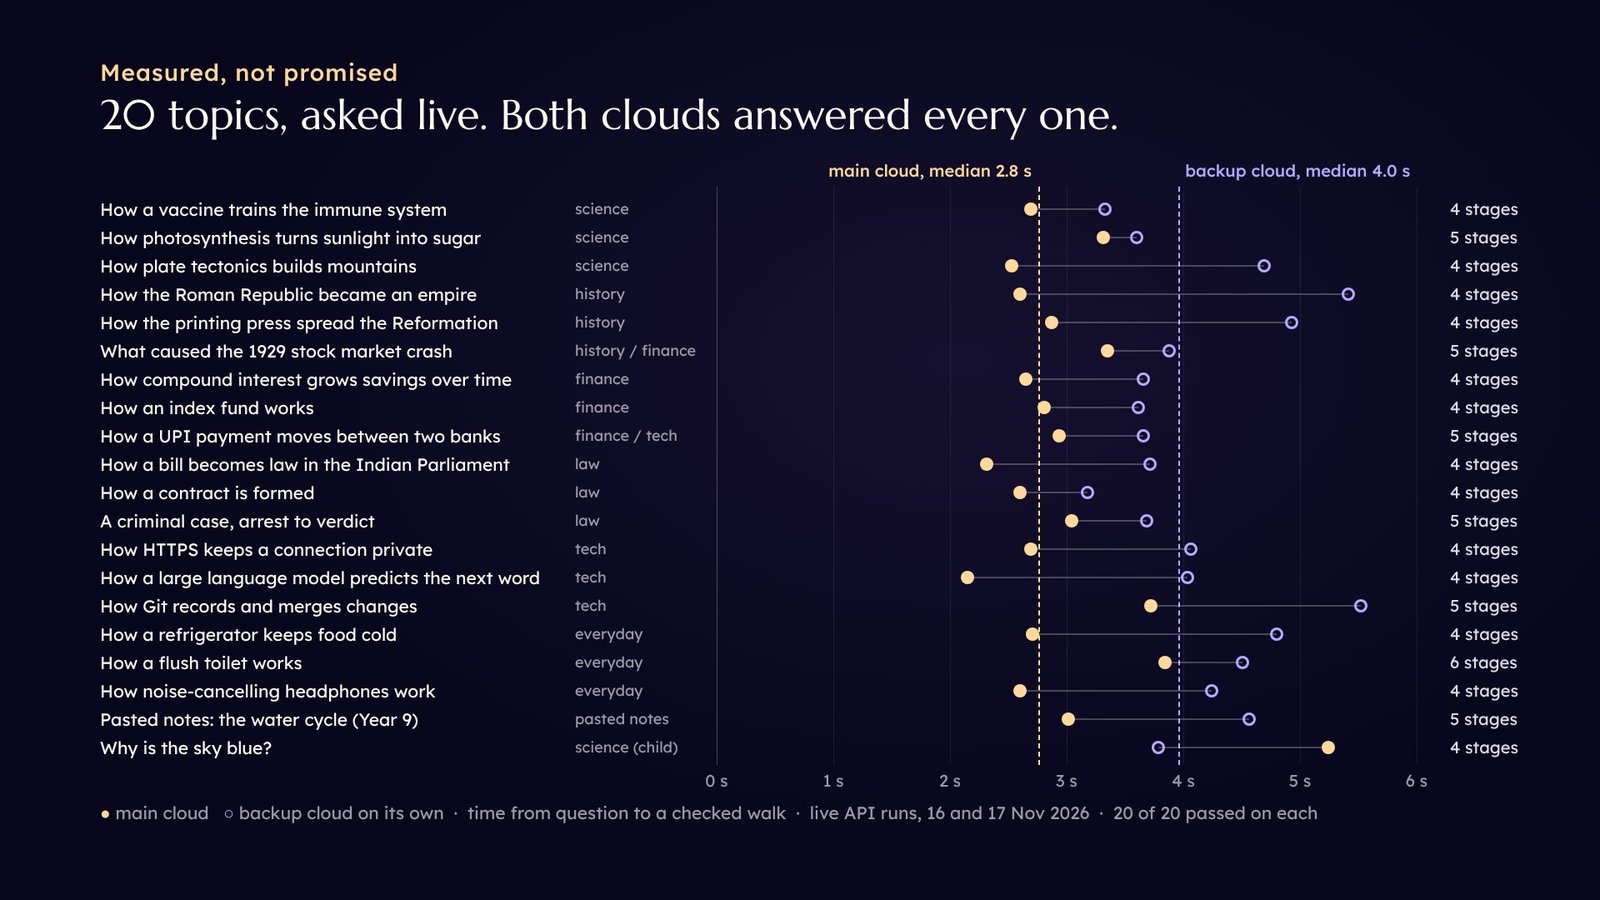 Measured, not promised
20 topics, asked live. Both clouds answered every one.
main cloud, median 2.8 s backup cloud, median 4.0 s
How a vaccine trains the immune system science 4 stages
How photosynthesis turns sunlight into sugar science 5 stages
How plate tectonics builds mountains science 4 stages
How the Roman Republic became an empire history 4 stages
How the printing press spread the Reformation history 4 stages
What caused the 1929 stock market crash history / finance 5 stages
How compound interest grows savings over time finance 4 stages
How an index fund works finance 4 stages
How a UPI payment moves between two banks finance / tech 5 stages
How a bill becomes law in the Indian Parliament law 4 stages
How a contract is formed law 4 stages
A criminal case, arrest to verdict law 5 stages
How HTTPS keeps a connection private tech 4 stages
How a large language model predicts the next word tech 4 stages
How Git records and merges changes tech 5 stages
How a refrigerator keeps food cold everyday 4 stages
How a flush toilet works everyday 6 stages
How noise-cancelling headphones work everyday 4 stages
Pasted notes: the water cycle (Year 9) pasted notes 5 stages
Why is the sky blue? science (child) 4 stages
0 s 1 s 2 s 3 s 4 s 5 s 6 s
main cloud backup cloud on its own · time from question to a checked walk · live API runs, 16 and 17 Nov 2026 · 20 of 20 passed on each